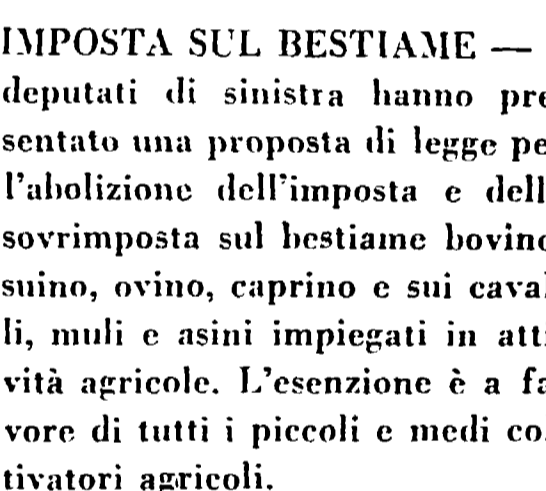 IMPOSTA SUL BESTIAME —
deputati di sinistra hanno pre
sentato una proposta di legge pe
l'abolizione dell'imposta e dell
sovrimposta sul bestiame bovino
suino, ovino, caprino e sui caval
li, muli e asini impiegati in atti
vità agricole. L'esenzione è a fa
vore di tutti i piccoli e medi co
tivatori agricoli.